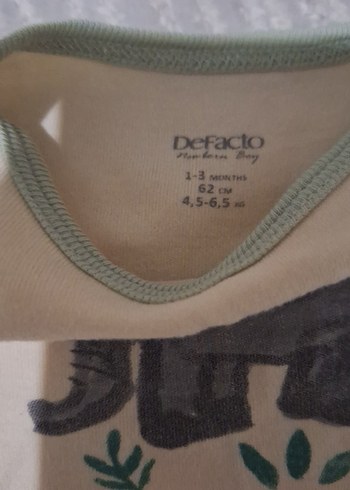 DeFacto
Newborn Boy
1-3 MONTHS
62 CM
4,5-6,5 KG